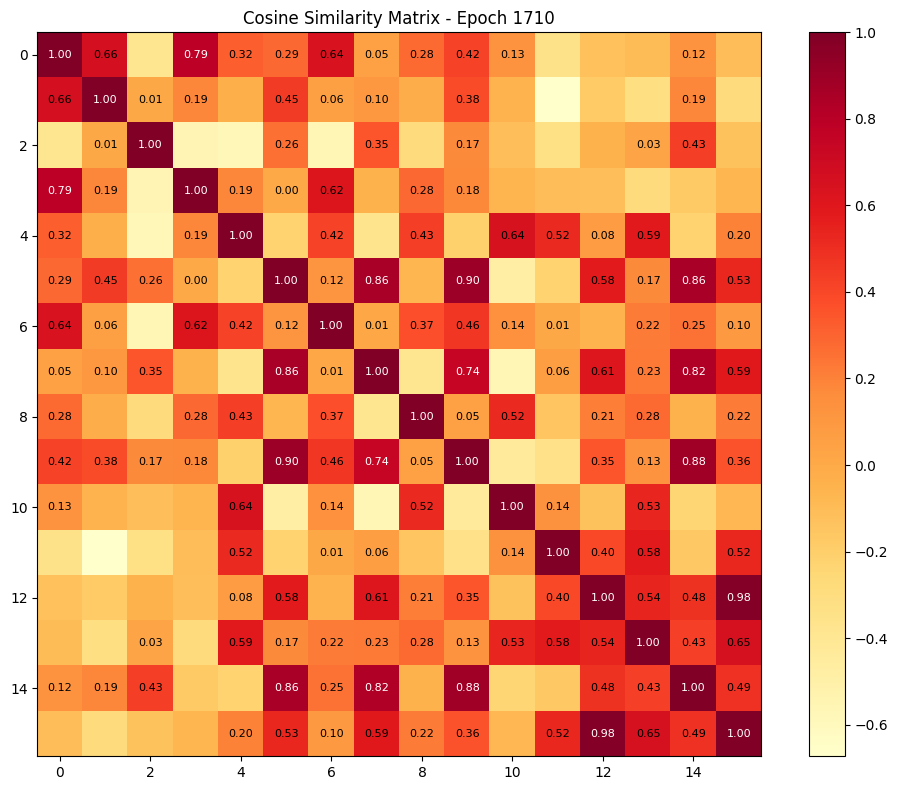 Cosine Similarity Matrix - Epoch 1710
0 1.00 0.66 0.79 0.32 0.29 0.64 0.05 0.28 0.42 0.13 0.12
0.66 1.00 0.01 0.19 0.45 0.06 0.10 0.38 0.19
2 0.01 1.00 0.26 0.35 0.17 0.03 0.43
0.79 0.19 1.00 0.19 0.00 0.62 0.28 0.18
4 0.32 0.19 1.00 0.42 0.43 0.64 0.52 0.08 0.59 0.20
0.29 0.45 0.26 0.00 1.00 0.12 0.86 0.90 0.58 0.17 0.86 0.53
6 0.64 0.06 0.62 0.42 0.12 1.00 0.01 0.37 0.46 0.14 0.01 0.22 0.25 0.10
0.05 0.10 0.35 0.86 0.01 1.00 0.74 0.06 0.61 0.23 0.82 0.59
8 0.28 0.28 0.43 0.37 1.00 0.05 0.52 0.21 0.28 0.22
0.42 0.38 0.17 0.18 0.90 0.46 0.74 0.05 1.00 0.35 0.13 0.88 0.36
10 0.13 0.64 0.14 0.52 1.00 0.14 0.53
0.52 0.01 0.06 0.14 1.00 0.40 0.58 0.52
12 0.08 0.58 0.61 0.21 0.35 0.40 1.00 0.54 0.48 0.98
0.03 0.59 0.17 0.22 0.23 0.28 0.13 0.53 0.58 0.54 1.00 0.43 0.65
14 0.12 0.19 0.43 0.86 0.25 0.82 0.88 0.48 0.43 1.00 0.49
0.20 0.53 0.10 0.59 0.22 0.36 0.52 0.98 0.65 0.49 1.00
0 2 4 6 8 10 12 14
1.0
0.8
0.6
0.4
0.2
0.0
−0.2
−0.4
−0.6